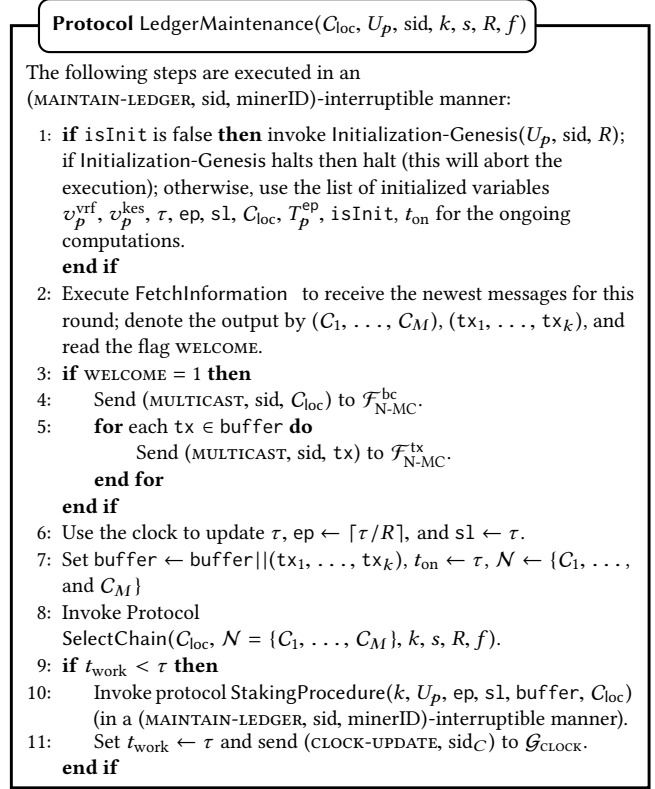 Protocol LedgerMaintenance(𝒞_loc, U_p, sid, k, s, R, f)
The following steps are executed in an
(MAINTAIN-LEDGER, sid, minerID)-interruptible manner:
1: if isInit is false then invoke Initialization-Genesis(U_p, sid, R);
if Initialization-Genesis halts then halt (this will abort the
execution); otherwise, use the list of initialized variables
v_p^vrf, v_p^kes, τ, ep, sl, 𝒞_loc, T_p^ep, isInit, t_on for the ongoing
computations.
end if
2: Execute FetchInformation to receive the newest messages for this
round; denote the output by (𝒞_1, . . . , 𝒞_M), (tx_1, . . . , tx_k), and
read the flag WELCOME.
3: if WELCOME = 1 then
4: Send (MULTICAST, sid, 𝒞_loc) to ℱ_N-MC^bc.
5: for each tx ∈ buffer do
Send (MULTICAST, sid, tx) to ℱ_N-MC^tx.
end for
end if
6: Use the clock to update τ, ep ← ⌈τ/R⌉, and sl ← τ.
7: Set buffer ← buffer||(tx_1, . . . , tx_k), t_on ← τ, 𝒩 ← {𝒞_1, . . . ,
and 𝒞_M}
8: Invoke Protocol
SelectChain(𝒞_loc, 𝒩 = {𝒞_1, . . . , 𝒞_M}, k, s, R, f).
9: if t_work < τ then
10: Invoke protocol StakingProcedure(k, U_p, ep, sl, buffer, 𝒞_loc)
(in a (MAINTAIN-LEDGER, sid, minerID)-interruptible manner).
11: Set t_work ← τ and send (CLOCK-UPDATE, sid_C) to 𝒢_CLOCK.
end if